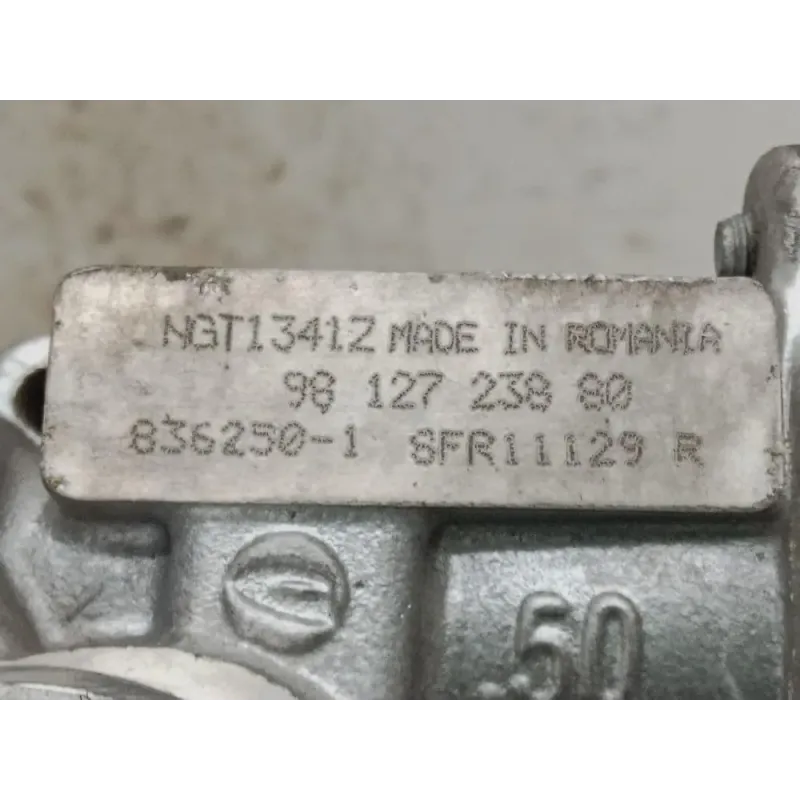 NGT1341Z MADE IN ROMANIA
98 127 238 80
836250-1 SFR11129 R
.50